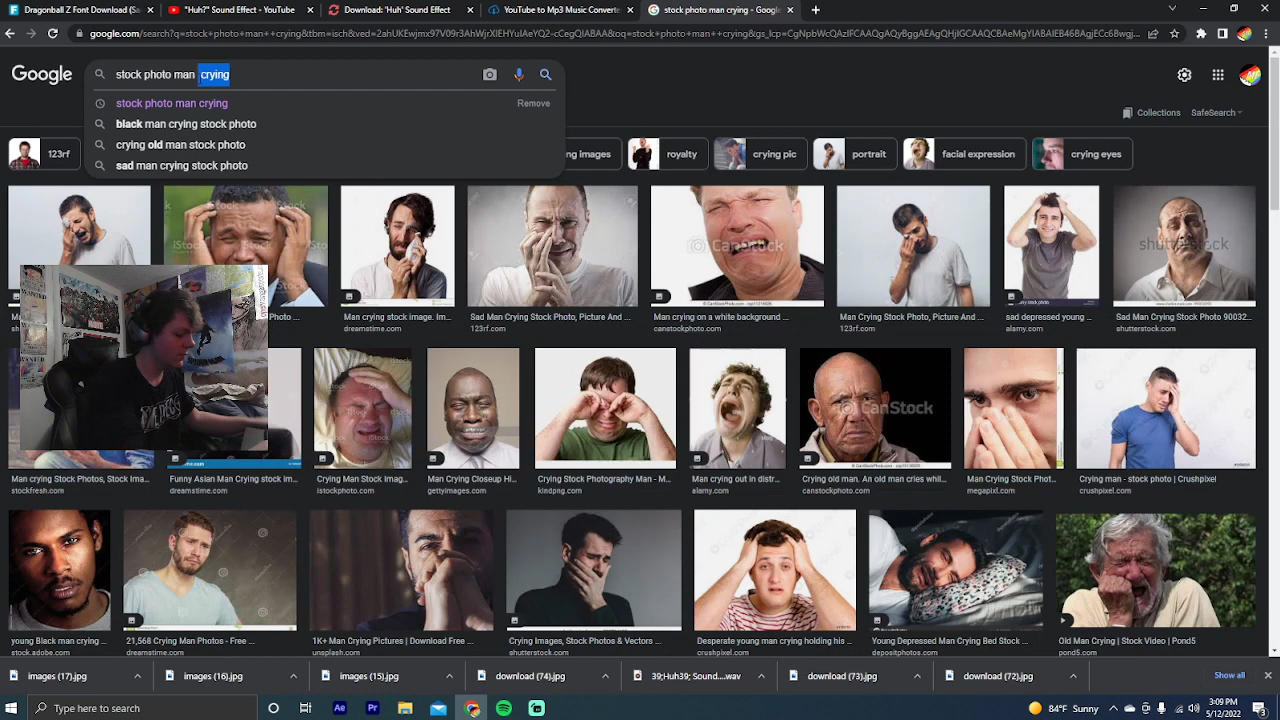 Dragonball Z Font Download (Sa
"Huh!" Sound Effect - YouTube
Download: 'Huh' Sound Effect
YouTube to Mp3 Music Converte
stock photo man crying - Google
Google
stock photo man crying
stock photo man crying
Remove
black man crying stock photo
crying old man stock photo
sad man crying stock photo
Collections
SafeSearch
123rf
ng images
royalty
crying pic
portrait
facial expression
crying eyes
iStock
CanStock
shutterstock
Photo ...
Man crying stock image. Im...
Sad Man Crying Stock Photo, Picture And ...
Man crying on a white background ...
Man Crying Stock Photo, Picture And ...
sad depressed young ...
Sad Man Crying Stock Photo 90032...
dreamstime.com
123rf.com
canstockphoto.com
123rf.com
alamy.com
shutterstock.com
iStock
CanStock
Man crying Stock Photos, Stock Ima...
Funny Asian Man Crying stock im...
Crying Man Stock Imag...
Man Crying Closeup Hi...
Crying Stock Photography Man - M...
Man crying out in distr...
Crying old man. An old man cries whil...
Man Crying Stock Phot...
Crying man - stock photo | Crushpixel
stockfresh.com
dreamstime.com
istockphoto.com
gettyimages.com
kindpng.com
alamy.com
canstockphoto.com
megapixl.com
crushpixel.com
young Black man crying ...
21,568 Crying Man Photos - Free ...
1K+ Man Crying Pictures | Download Free ...
Crying Images, Stock Photos & Vectors ...
Desperate young man crying holding his ...
Young Depressed Man Crying Bed Stock ...
Old Man Crying | Stock Video | Pond5
stock.adobe.com
dreamstime.com
unsplash.com
shutterstock.com
crushpixel.com
depositphotos.com
pond5.com
images (17).jpg
images (16).jpg
images (15).jpg
download (74).jpg
39;Huh39; Sound....wav
download (73).jpg
download (72).jpg
Show all
Type here to search
Ae
Pr
84°F Sunny
3:09 PM
5/12/2022
3